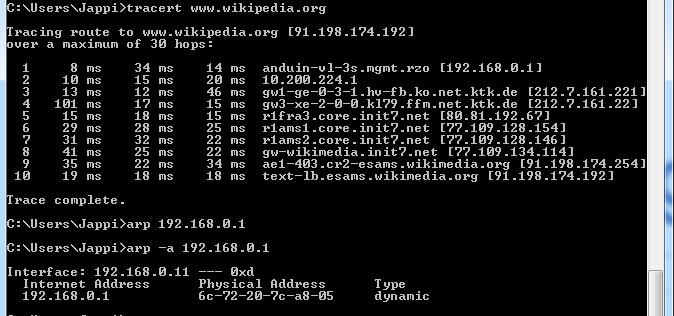 C:\Users\Jappi>tracert www.wikipedia.org
Tracing route to www.wikipedia.org [91.198.174.192]
over a maximum of 30 hops:
1 8 ms 34 ms 14 ms anduin-vl-3s.mgmt.rzo [192.168.0.1]
2 10 ms 15 ms 20 ms 10.200.224.1
3 13 ms 12 ms 46 ms gw1-ge-0-3-1.hv-fb.ko.net.ktk.de [212.7.161.221]
4 101 ms 17 ms 15 ms gw3-xe-2-0-0.kl79.ffm.net.ktk.de [212.7.161.22]
5 15 ms 18 ms 15 ms r1fra3.core.init7.net [80.81.192.67]
6 29 ms 28 ms 25 ms r1ams1.core.init7.net [77.109.128.154]
7 31 ms 32 ms 22 ms r1ams2.core.init7.net [77.109.128.146]
8 41 ms 25 ms 22 ms gw-wikimedia.init7.net [77.109.134.114]
9 35 ms 22 ms 34 ms ae1-403.cr2-esams.wikimedia.org [91.198.174.254]
10 19 ms 18 ms 18 ms text-lb.esams.wikimedia.org [91.198.174.192]
Trace complete.
C:\Users\Jappi>arp 192.168.0.1
C:\Users\Jappi>arp -a 192.168.0.1
Interface: 192.168.0.11 --- 0xd
Internet Address Physical Address Type
192.168.0.1 6c-72-20-7c-a8-05 dynamic